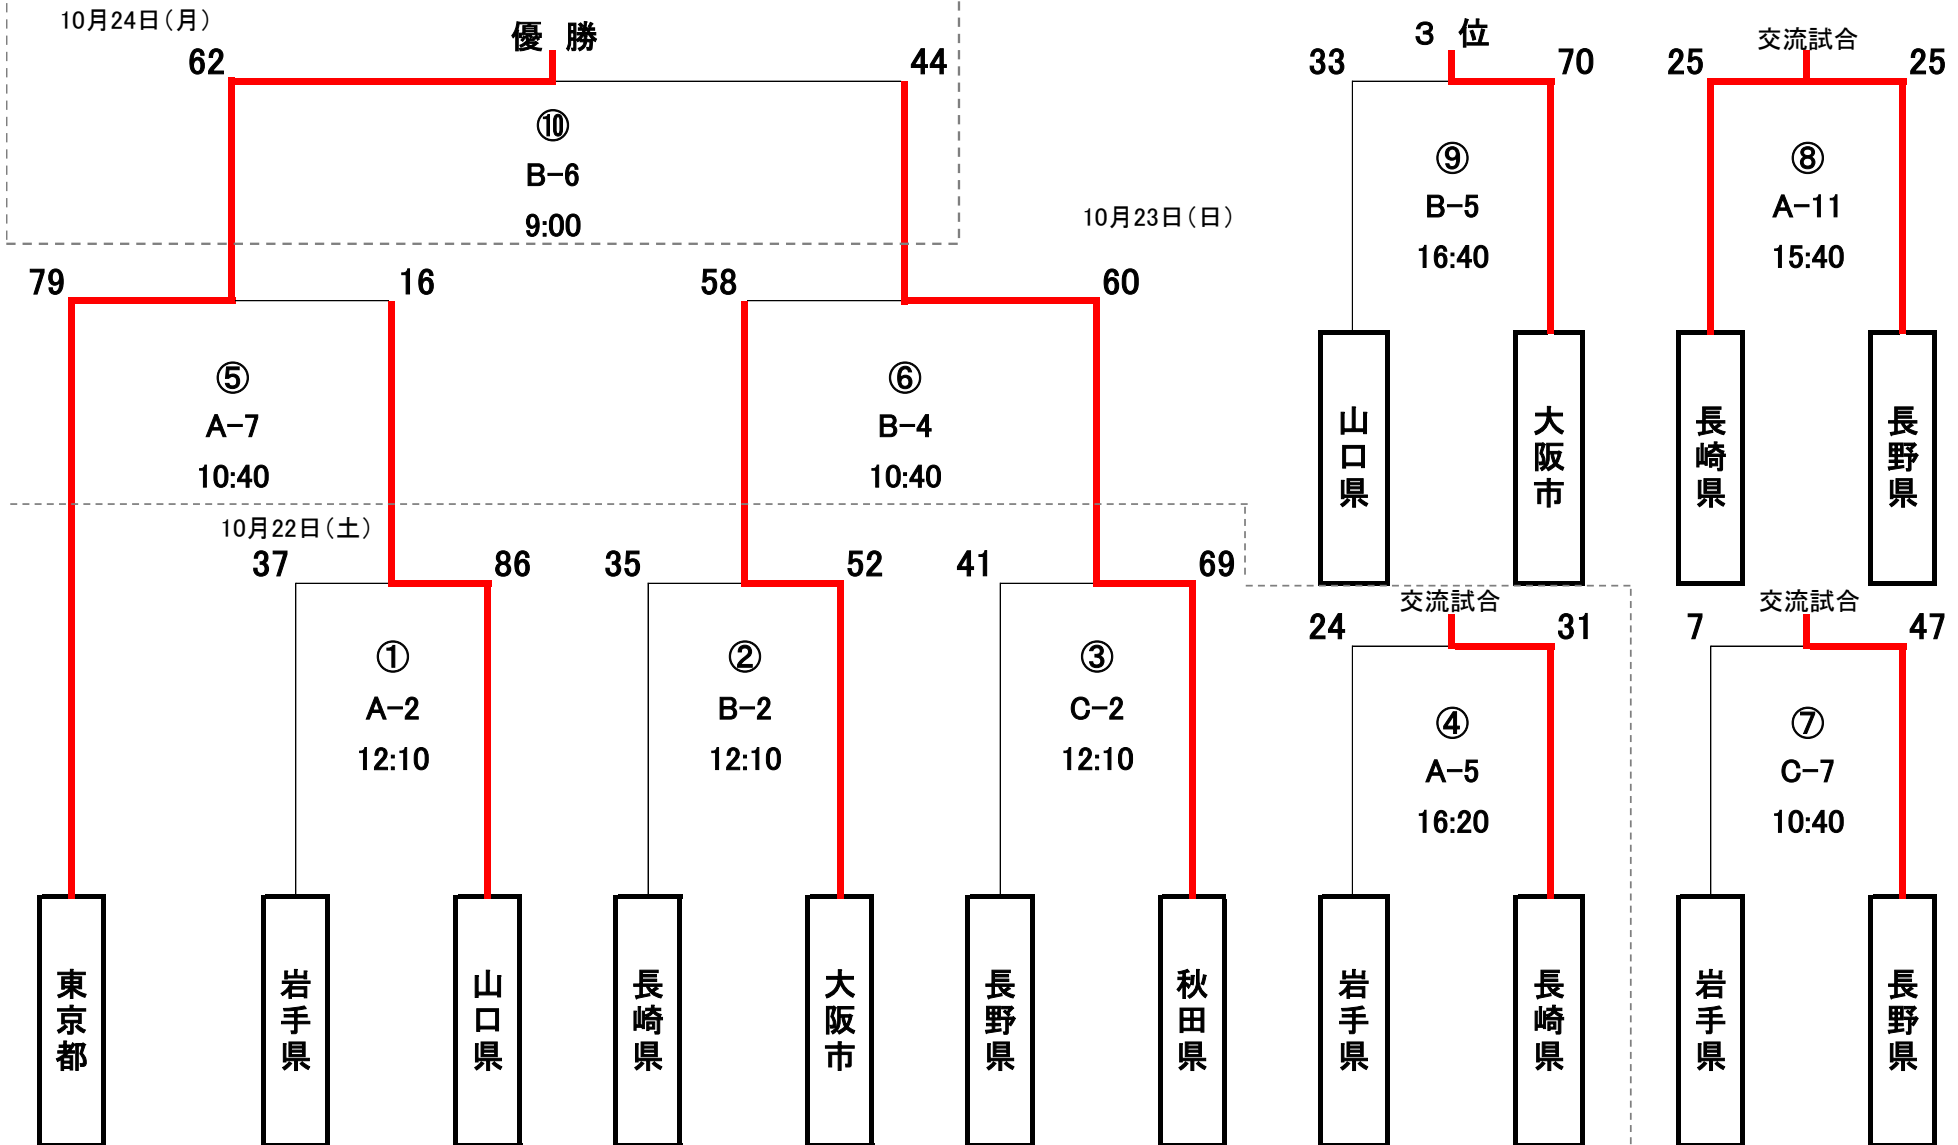 10月24日（月）
優 勝
62
44
⑩
B-6
9:00
10月23日（日）
79
16
58
60
⑤
A-7
10:40
⑥
B-4
10:40
10月22日（土）
37
86
35
52
41
69
①
A-2
12:10
②
B-2
12:10
③
C-2
12:10
東京都
岩手県
山口県
長崎県
大阪市
長野県
秋田県
３ 位
33
70
⑨
B-5
16:40
山口県
大阪市
交流試合
25
25
⑧
A-11
15:40
長崎県
長野県
交流試合
24
31
④
A-5
16:20
岩手県
長崎県
交流試合
7
47
⑦
C-7
10:40
岩手県
長野県